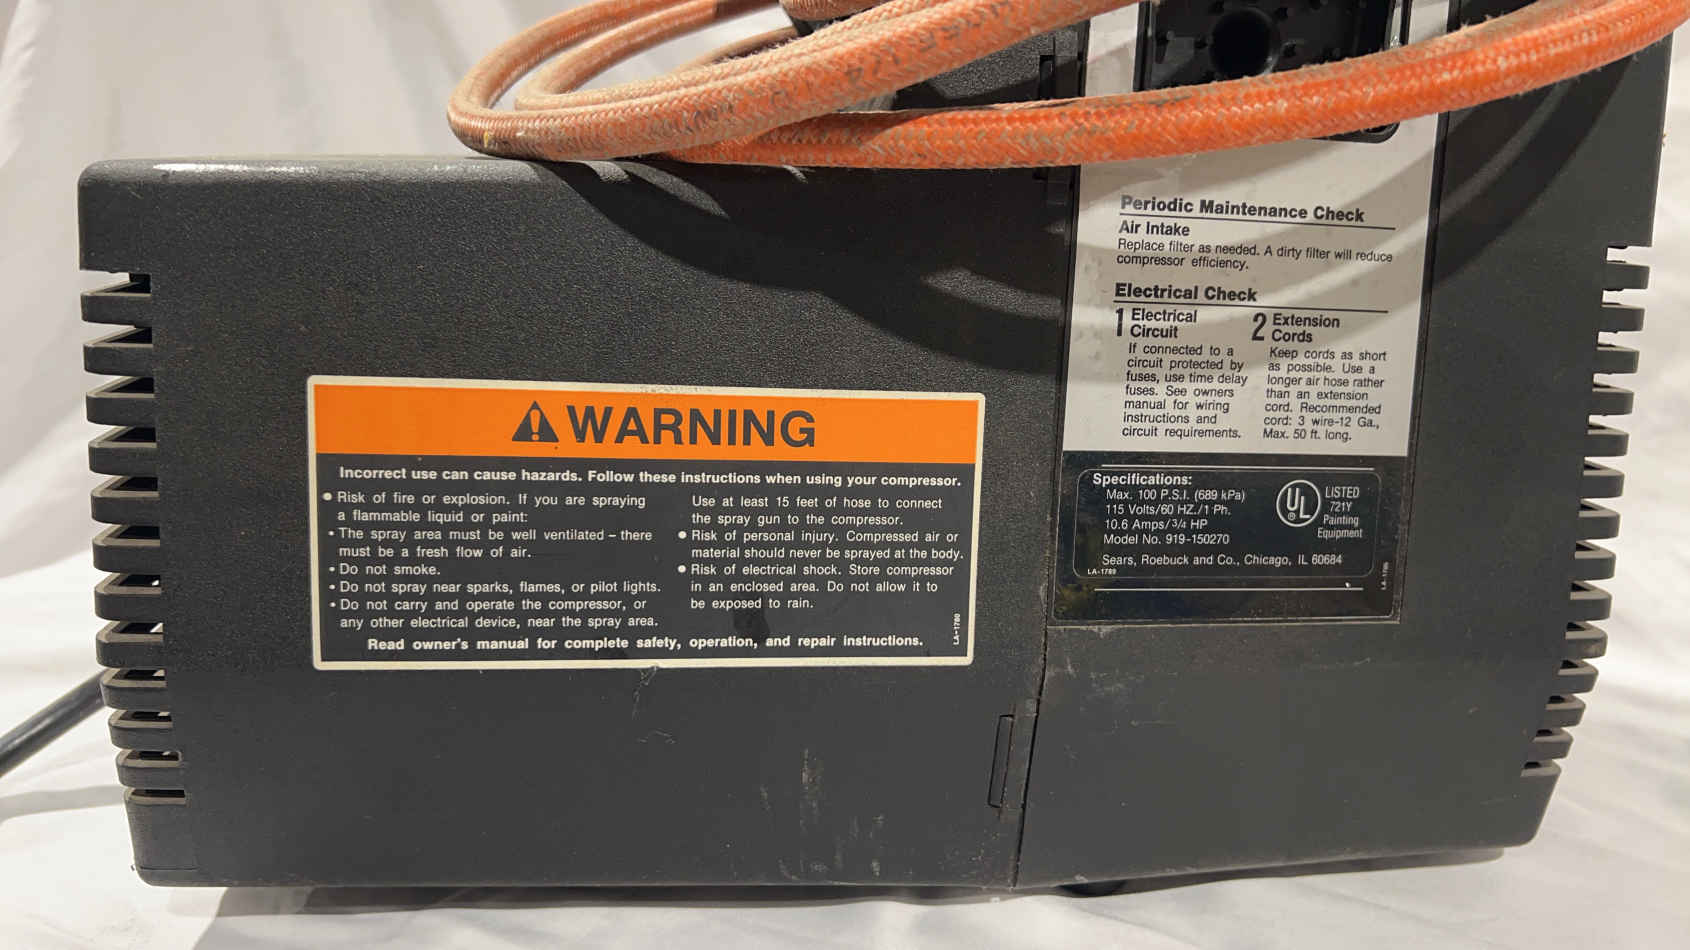 WARNING
Incorrect use can cause hazards. Follow these instructions when using your compressor.
● Risk of fire or explosion. If you are spraying
a flammable liquid or paint:
• The spray area must be well ventilated – there
must be a fresh flow of air.
• Do not smoke.
• Do not spray near sparks, flames, or pilot lights.
• Do not carry and operate the compressor, or
any other electrical device, near the spray area.
Use at least 15 feet of hose to connect
the spray gun to the compressor.
● Risk of personal injury. Compressed air or
material should never be sprayed at the body.
● Risk of electrical shock. Store compressor
in an enclosed area. Do not allow it to
be exposed to rain.
Read owner's manual for complete safety, operation, and repair instructions.
LA-1780
Periodic Maintenance Check
Air Intake
Replace filter as needed. A dirty filter will reduce
compressor efficiency.
Electrical Check
1 Electrical
Circuit
If connected to a
circuit protected by
fuses, use time delay
fuses. See owners
manual for wiring
instructions and
circuit requirements.
2 Extension
Cords
Keep cords as short
as possible. Use a
longer air hose rather
than an extension
cord. Recommended
cord: 3 wire-12 Ga.,
Max. 50 ft. long.
Specifications:
Max. 100 P.S.I. (689 kPa)
115 Volts/60 HZ./1 Ph.
10.6 Amps/3/4 HP
Model No. 919-150270
UL ®
LISTED
721Y
Painting
Equipment
Sears, Roebuck and Co., Chicago, IL 60684
LA-1789